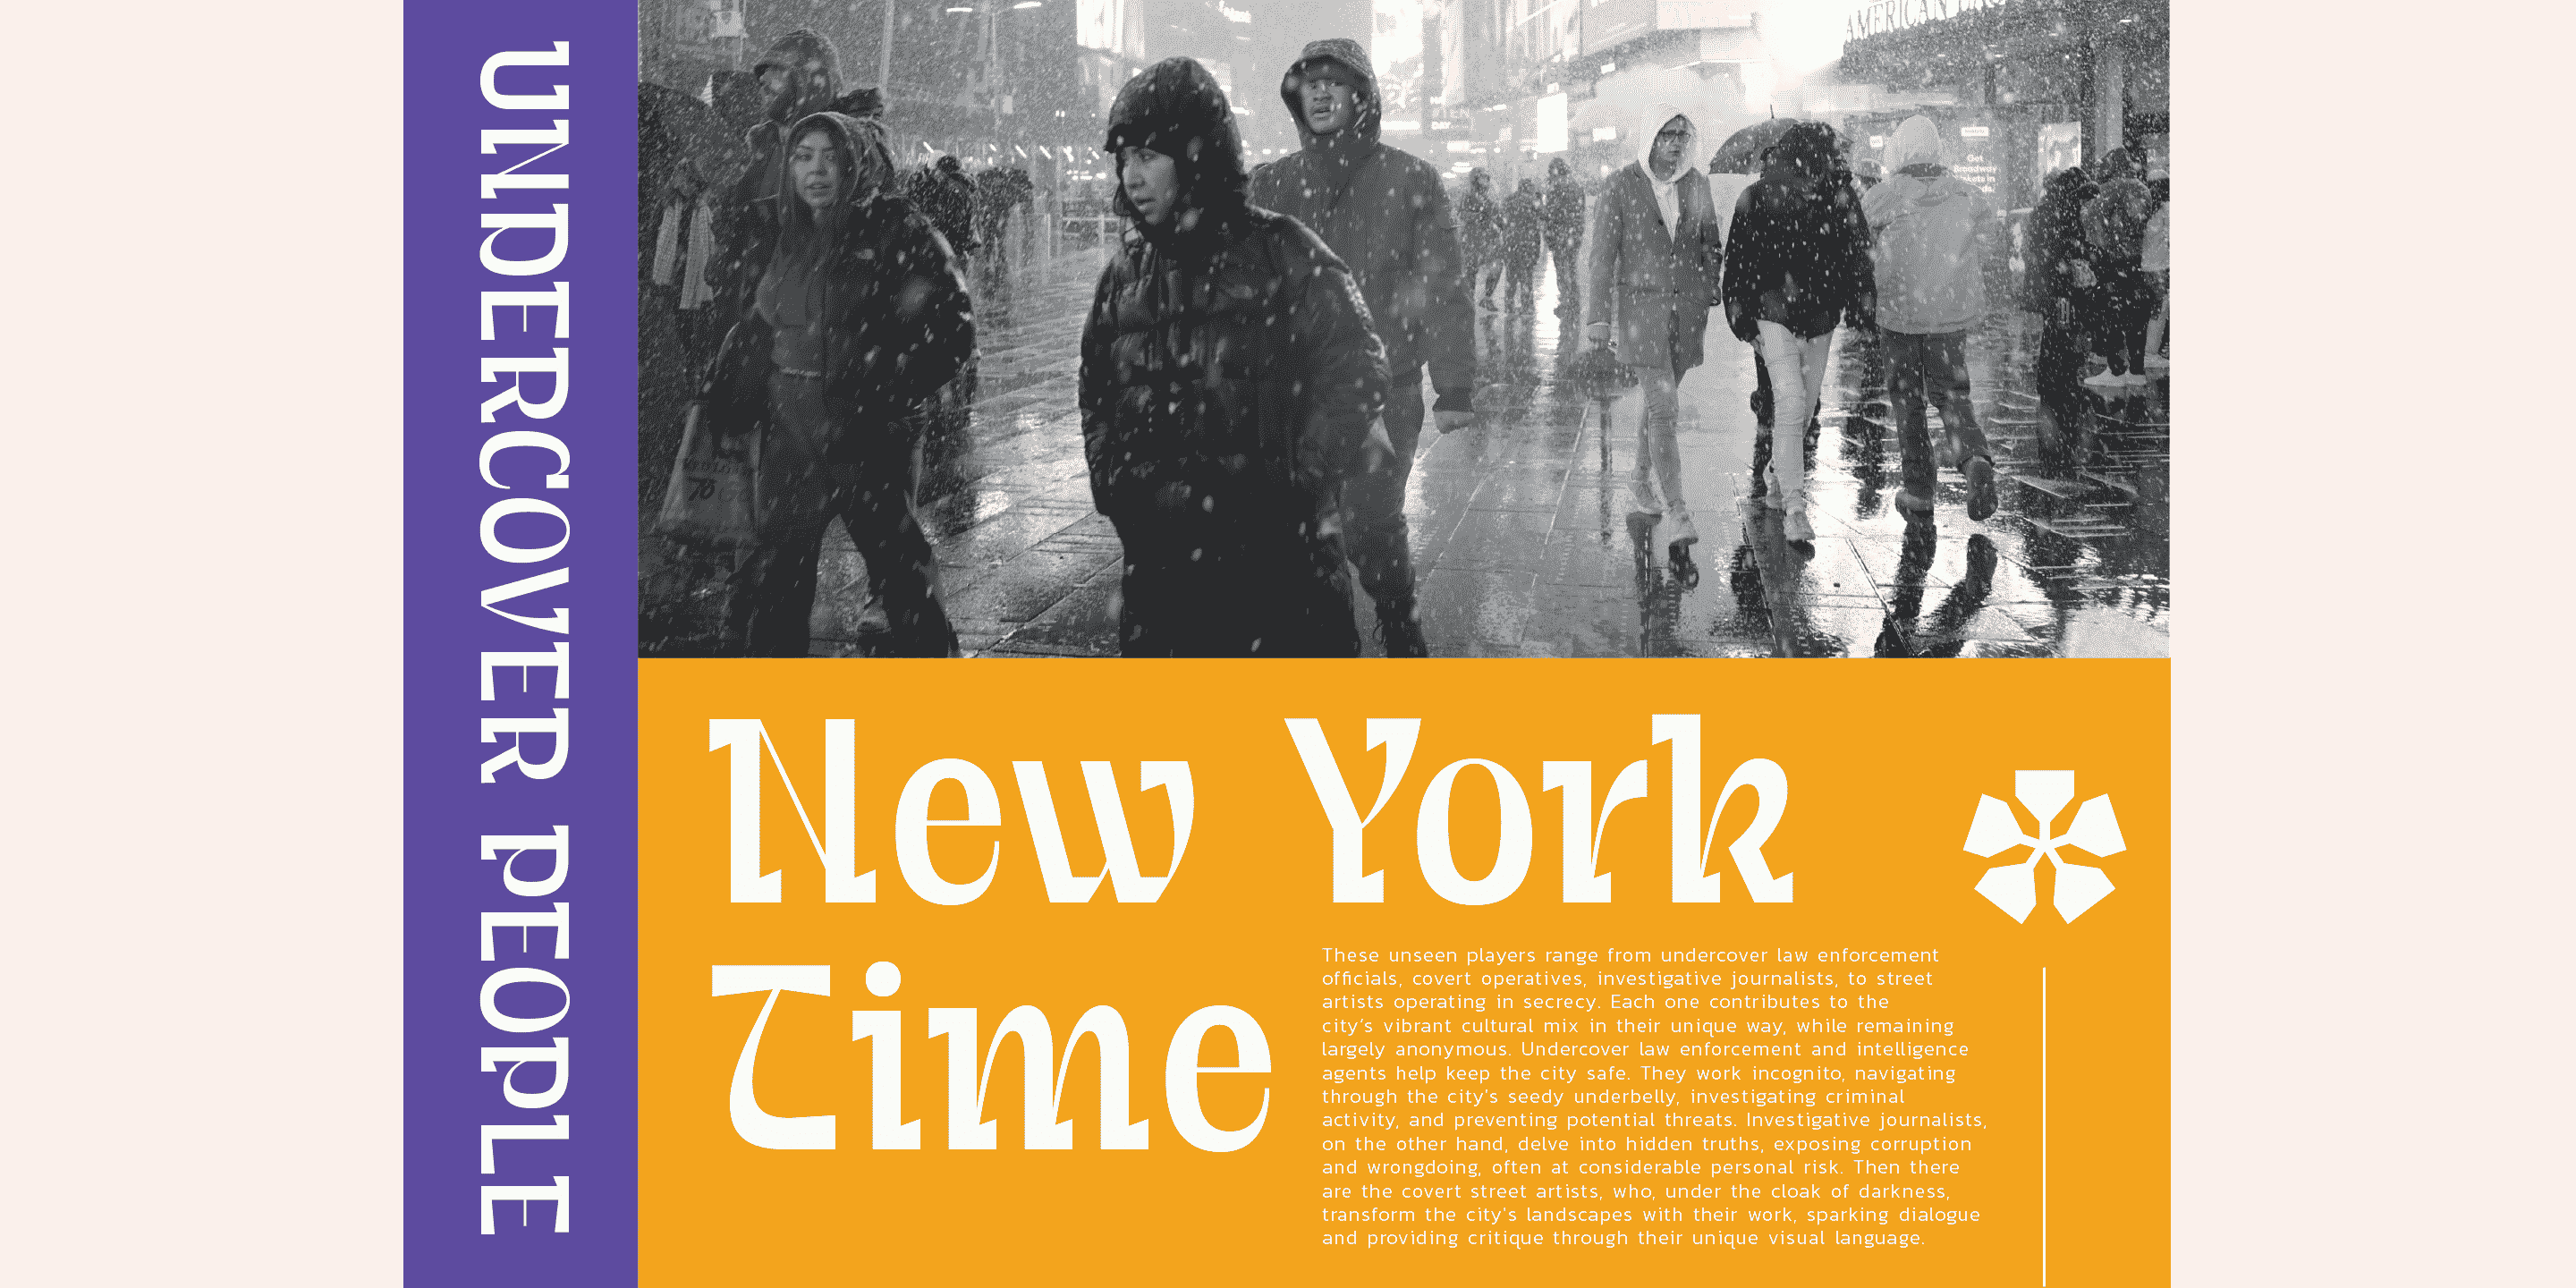 UNDERCOVER PEOPLE
AMERICAN
Get
Broadway
New York
Time
These unseen players range from undercover law enforcement
officials, covert operatives, investigative journalists, to street
artists operating in secrecy. Each one contributes to the
city’s vibrant cultural mix in their unique way, while remaining
largely anonymous. Undercover law enforcement and intelligence
agents help keep the city safe. They work incognito, navigating
through the city's seedy underbelly, investigating criminal
activity, and preventing potential threats. Investigative journalists,
on the other hand, delve into hidden truths, exposing corruption
and wrongdoing, often at considerable personal risk. Then there
are the covert street artists, who, under the cloak of darkness,
transform the city's landscapes with their work, sparking dialogue
and providing critique through their unique visual language.